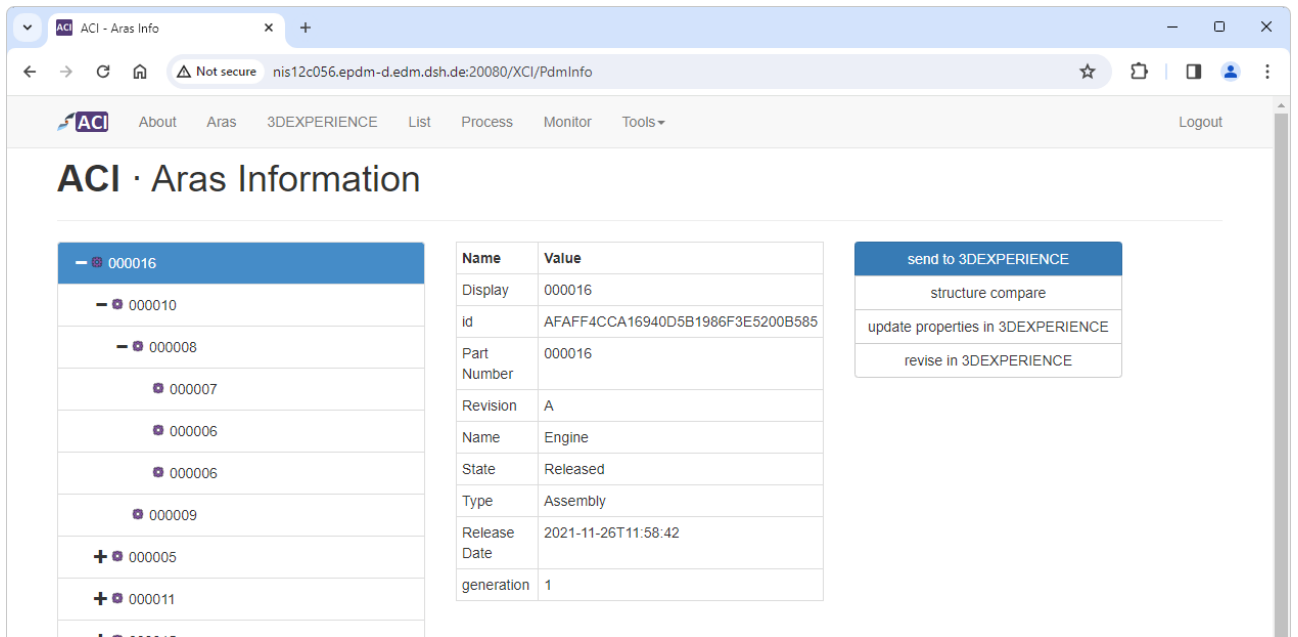 ACI ACI - Aras Info
Not secure nis12c056.epdm-d.edm.dsh.de:20080/XCI/PdmInfo
ACI About Aras 3DEXPERIENCE List Process Monitor Tools Logout
ACI · Aras Information
000016
000010
000008
000007
000006
000006
000009
000005
000011
Name Value
Display 000016
id AFAFF4CCA16940D5B1986F3E5200B585
Part 000016
Number
Revision A
Name Engine
State Released
Type Assembly
Release 2021-11-26T11:58:42
Date
generation 1
send to 3DEXPERIENCE
structure compare
update properties in 3DEXPERIENCE
revise in 3DEXPERIENCE